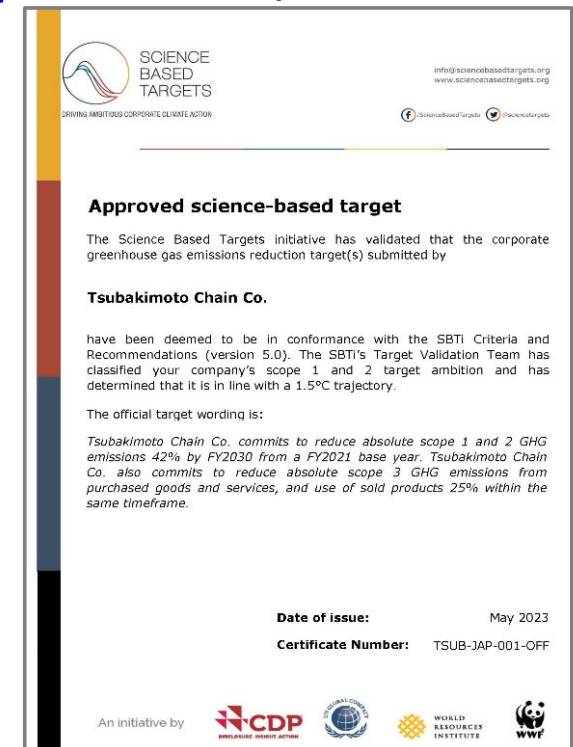 SCIENCE
BASED
TARGETS
DRIVING AMBITIOUS CORPORATE CLIMATE ACTION
info@sciencebasedtargets.org
www.sciencebasedtargets.org
/ScienceBasedTargets @sciencetargets
Approved science-based target
The Science Based Targets initiative has validated that the corporate
greenhouse gas emissions reduction target(s) submitted by
Tsubakimoto Chain Co.
have been deemed to be in conformance with the SBTi Criteria and
Recommendations (version 5.0). The SBTi's Target Validation Team has
classified your company's scope 1 and 2 target ambition and has
determined that it is in line with a 1.5°C trajectory.
The official target wording is:
Tsubakimoto Chain Co. commits to reduce absolute scope 1 and 2 GHG
emissions 42% by FY2030 from a FY2021 base year. Tsubakimoto Chain
Co. also commits to reduce absolute scope 3 GHG emissions from
purchased goods and services, and use of sold products 25% within the
same timeframe.
Date of issue: May 2023
Certificate Number: TSUB-JAP-001-OFF
An initiative by
CDP
DISCLOSURE INSIGHT ACTION
UN GLOBAL COMPACT
WORLD
RESOURCES
INSTITUTE
WWF